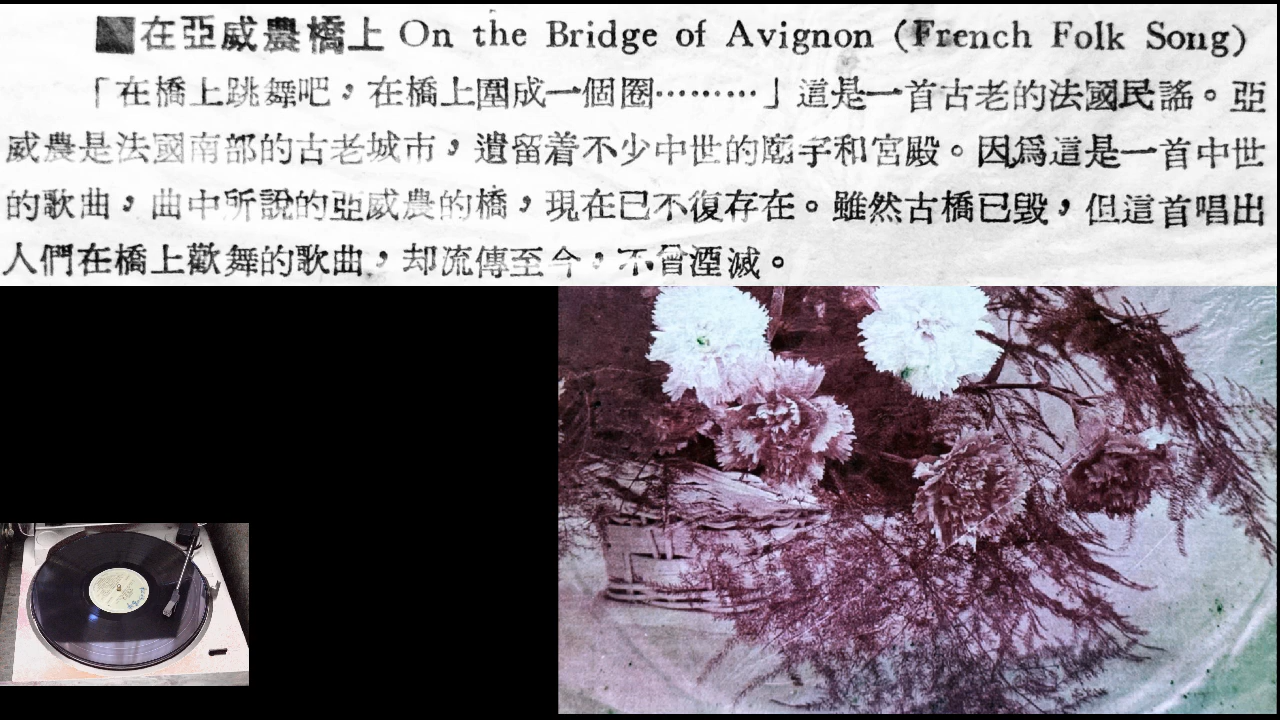 ■在亞威農橋上 On the Bridge of Avignon (French Folk Song)
「在橋上跳舞吧，在橋上圍成一個圈………」這是一首古老的法國民謠。亞
威農是法國南部的古老城市，遺留着不少中世的廟宇和宮殿。因爲這是一首中世
的歌曲，曲中所說的亞威農的橋，現在已不復存在。雖然古橋已毀，但這首唱出
人們在橋上歡舞的歌曲，却流傳至今，不曾湮滅。